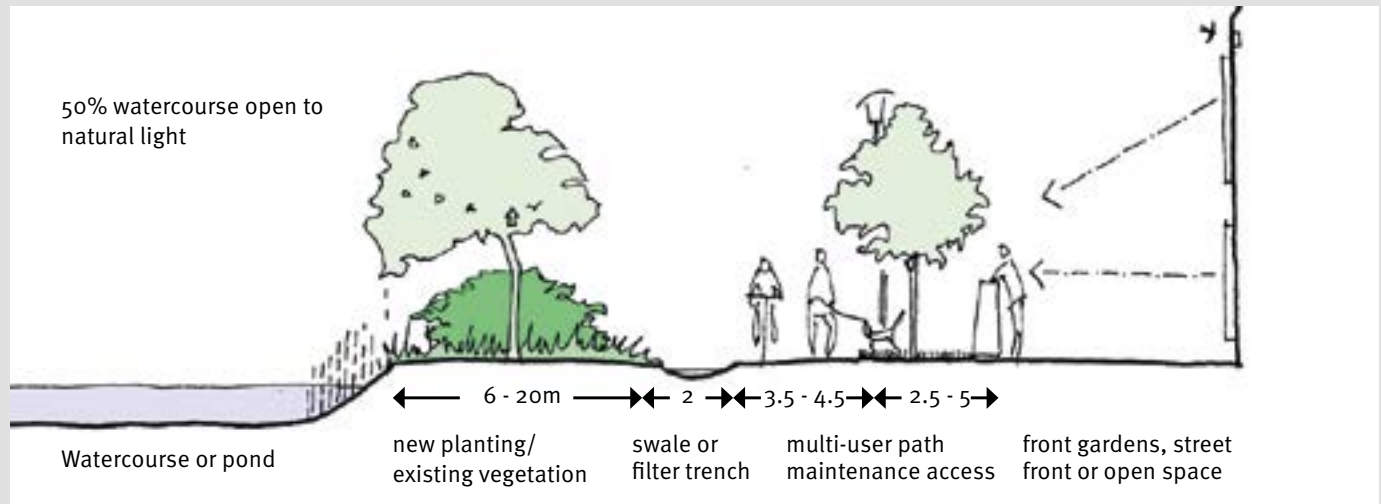 50% watercourse open to
natural light
6 - 20m
2
3.5 - 4.5
2.5 - 5
Watercourse or pond
new planting/
existing vegetation
swale or
filter trench
multi-user path
maintenance access
front gardens, street
front or open space